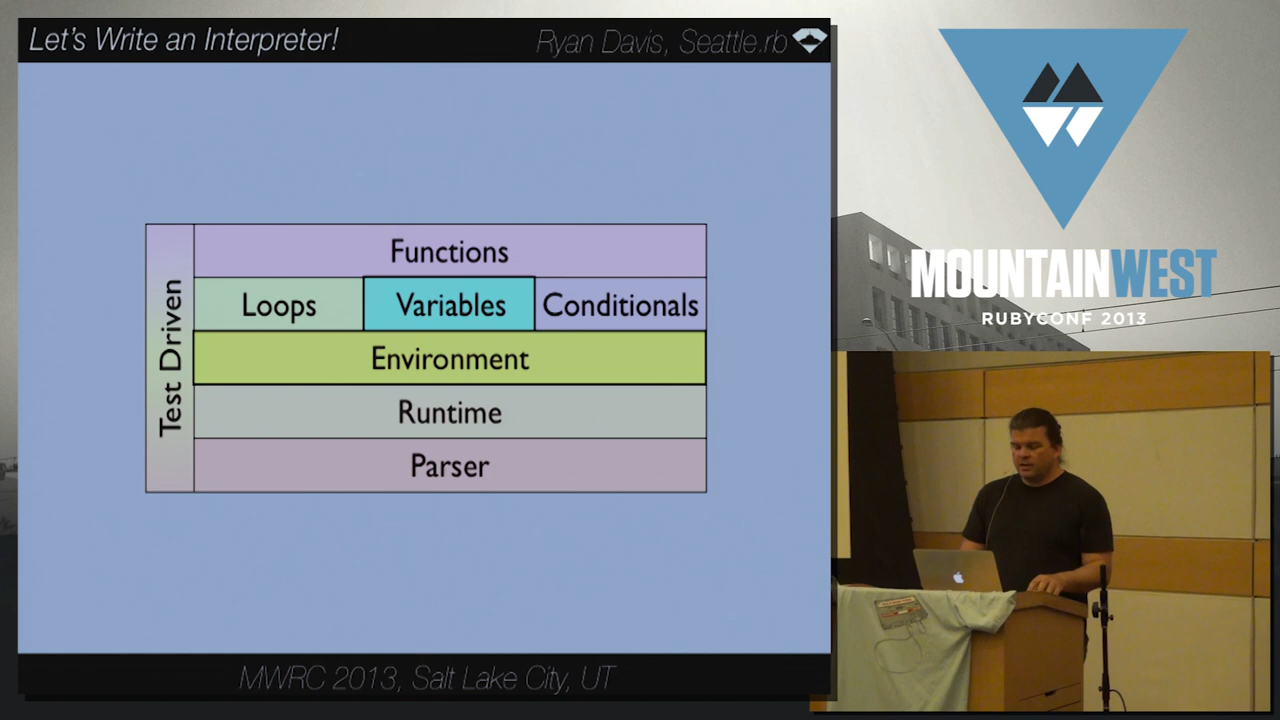 Let's Write an Interpreter!
Ryan Davis, Seattle.rb
Test Driven
Functions
Loops
Variables
Conditionals
Environment
Runtime
Parser
MWRC 2013, Salt Lake City, UT
MOUNTAINWEST
RUBYCONF 2013